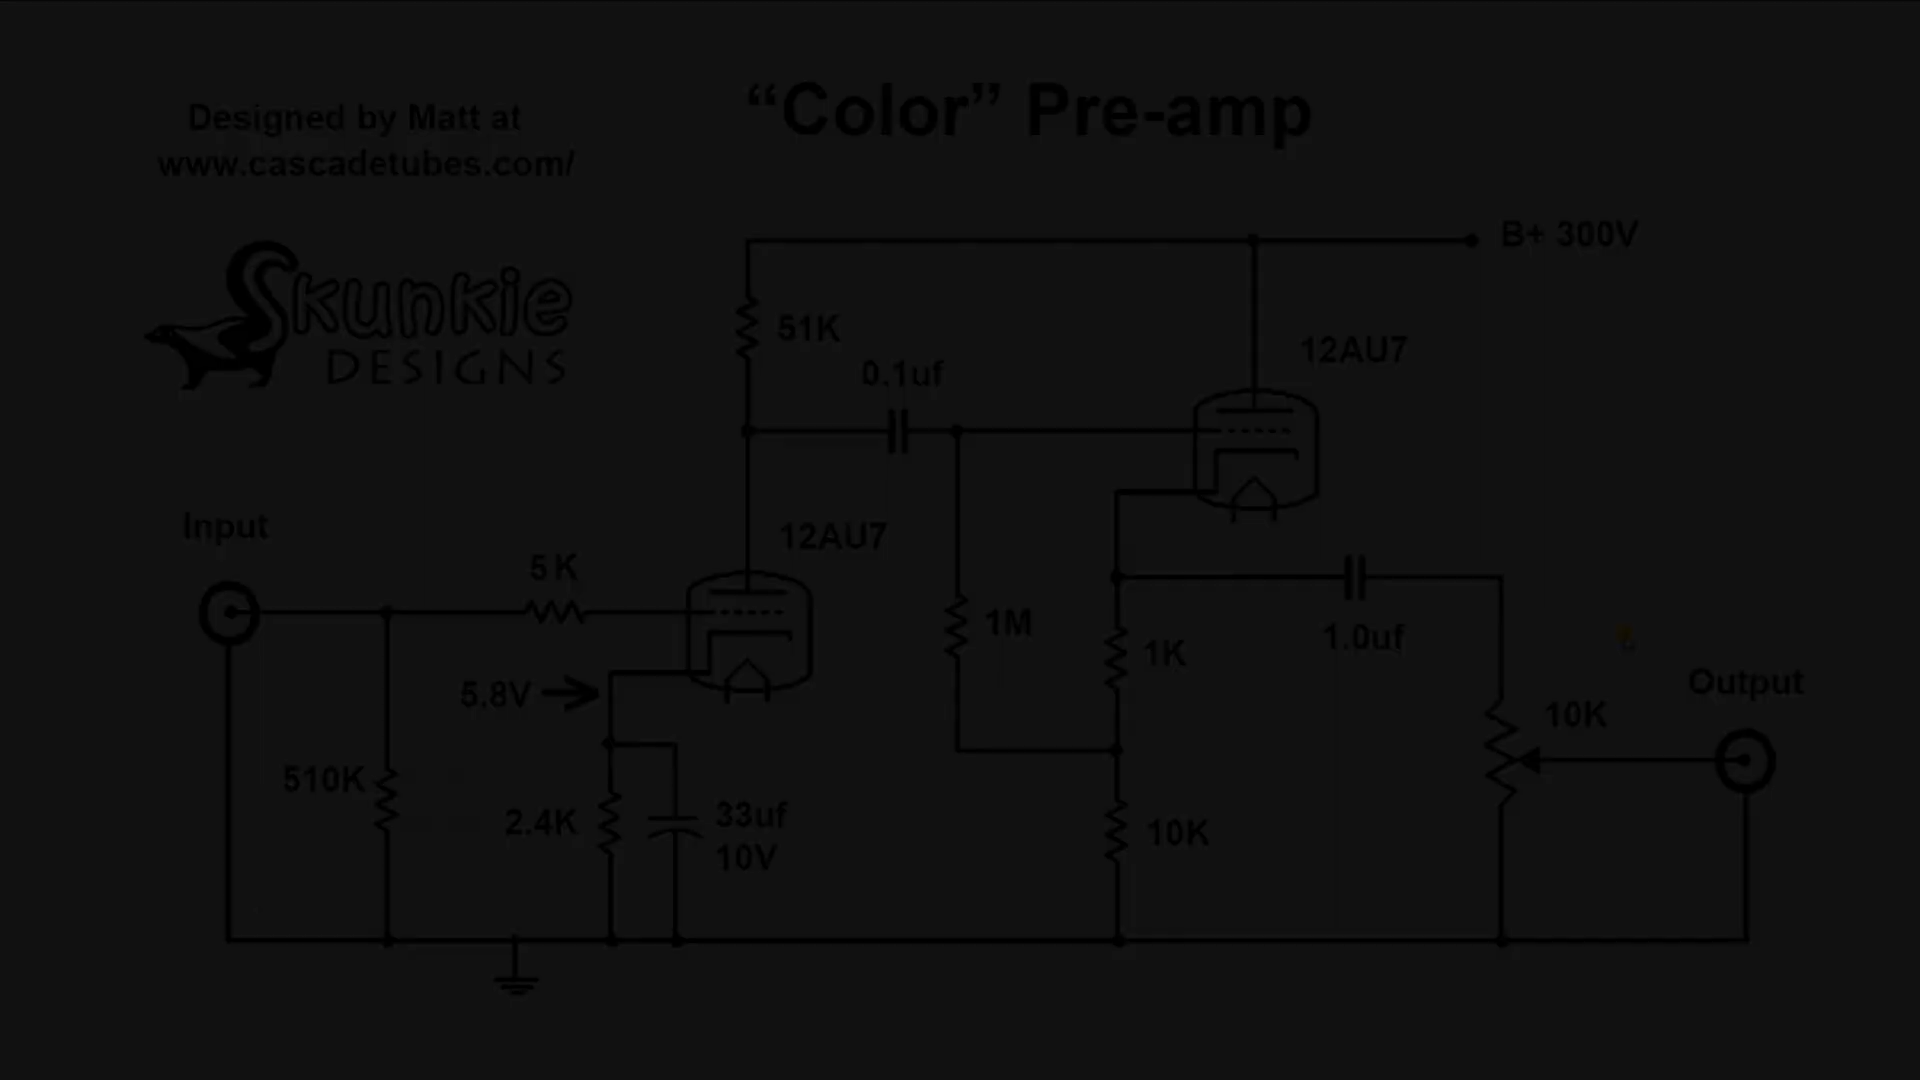 Designed by Matt at
www.cascadetubes.com/
“Color” Pre-amp
Skunkie
DESIGNS
B+ 300V
51K
12AU7
0.1uf
Input
12AU7
5K
1M
1K
1.0uf
Output
5.8V
10K
510K
2.4K
33uf
10V
10K